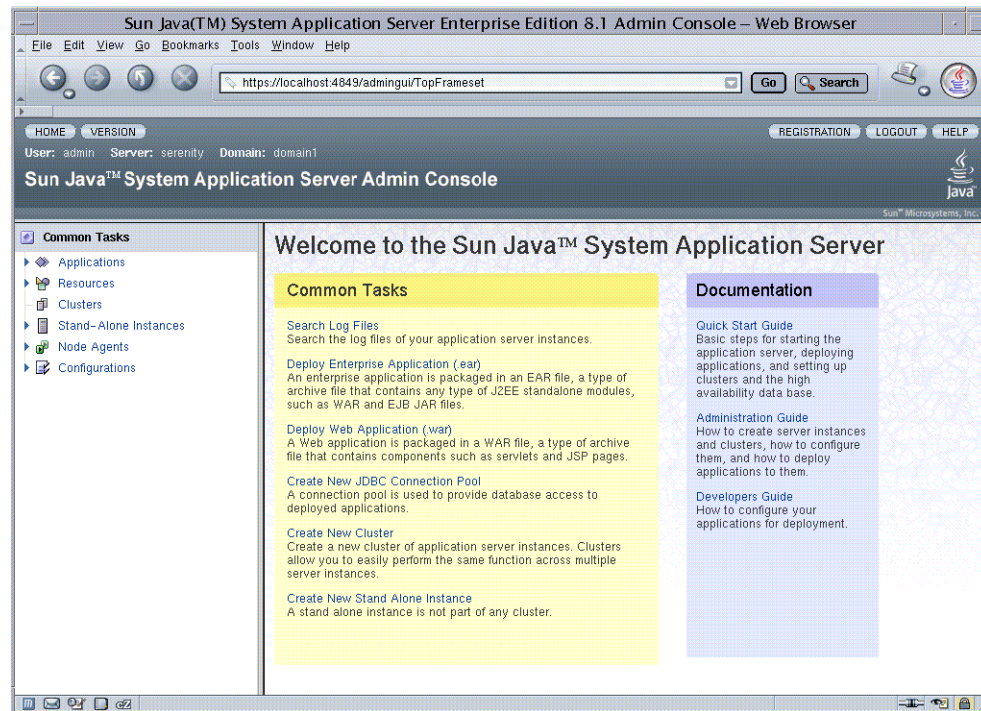 Sun Java(TM) System Application Server Enterprise Edition 8.1 Admin Console – Web Browser
File Edit View Go Bookmarks Tools Window Help
https://localhost:4849/admingui/TopFrameset
Go
Search
HOME VERSION
REGISTRATION LOGOUT HELP
User: admin Server: serenity Domain: domain1
Sun Java™ System Application Server Admin Console
Java
Sun™ Microsystems, Inc.
Common Tasks
Applications
Resources
Clusters
Stand-Alone Instances
Node Agents
Configurations
Welcome to the Sun Java™ System Application Server
Common Tasks
Search Log Files
Search the log files of your application server instances.
Deploy Enterprise Application (.ear)
An enterprise application is packaged in an EAR file, a type of
archive file that contains any type of J2EE standalone modules,
such as WAR and EJB JAR files.
Deploy Web Application (.war)
A Web application is packaged in a WAR file, a type of archive
file that contains components such as servlets and JSP pages.
Create New JDBC Connection Pool
A connection pool is used to provide database access to
deployed applications.
Create New Cluster
Create a new cluster of application server instances. Clusters
allow you to easily perform the same function across multiple
server instances.
Create New Stand Alone Instance
A stand alone instance is not part of any cluster.
Documentation
Quick Start Guide
Basic steps for starting the
application server, deploying
applications, and setting up
clusters and the high
availability data base.
Administration Guide
How to create server instances
and clusters, how to configure
them, and how to deploy
applications to them.
Developers Guide
How to configure your
applications for deployment.